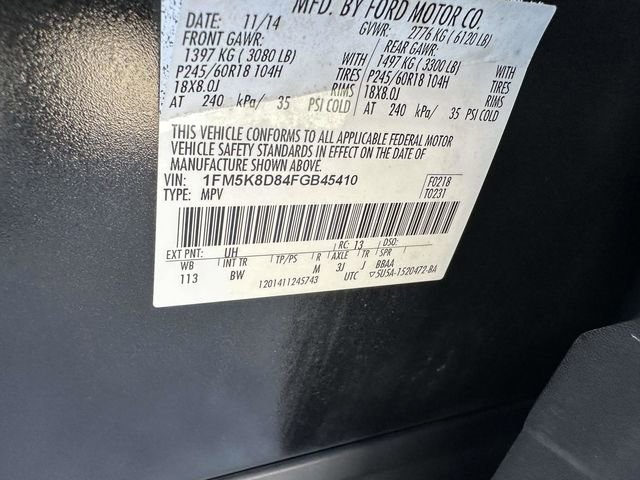 MFD. BY FORD MOTOR CO.
DATE: 11/14 GVWR: 2776 KG (6120 LB)
FRONT GAWR: REAR GAWR:
1397 KG (3080 LB) WITH 1497 KG (3300 LB) WITH
P245/60R18 104H TIRES P245/60R18 104H TIRES
18X8.0J RIMS 18X8.0J RIMS
AT 240 kPa/ 35 PSI COLD AT 240 kPa/ 35 PSI COLD
THIS VEHICLE CONFORMS TO ALL APPLICABLE FEDERAL MOTOR
VEHICLE SAFETY STANDARDS IN EFFECT ON THE DATE OF
MANUFACTURE SHOWN ABOVE.
VIN: 1FM5K8D84FGB45410 F0218
TYPE: MPV T0231
EXT PNT: UH RC: 13 DSO:
WB INT TR TP/PS R AXLE TR SPR
113 BW M 3J J BBAA
1201411245743 UTC ▽5U5A-1520472-BA